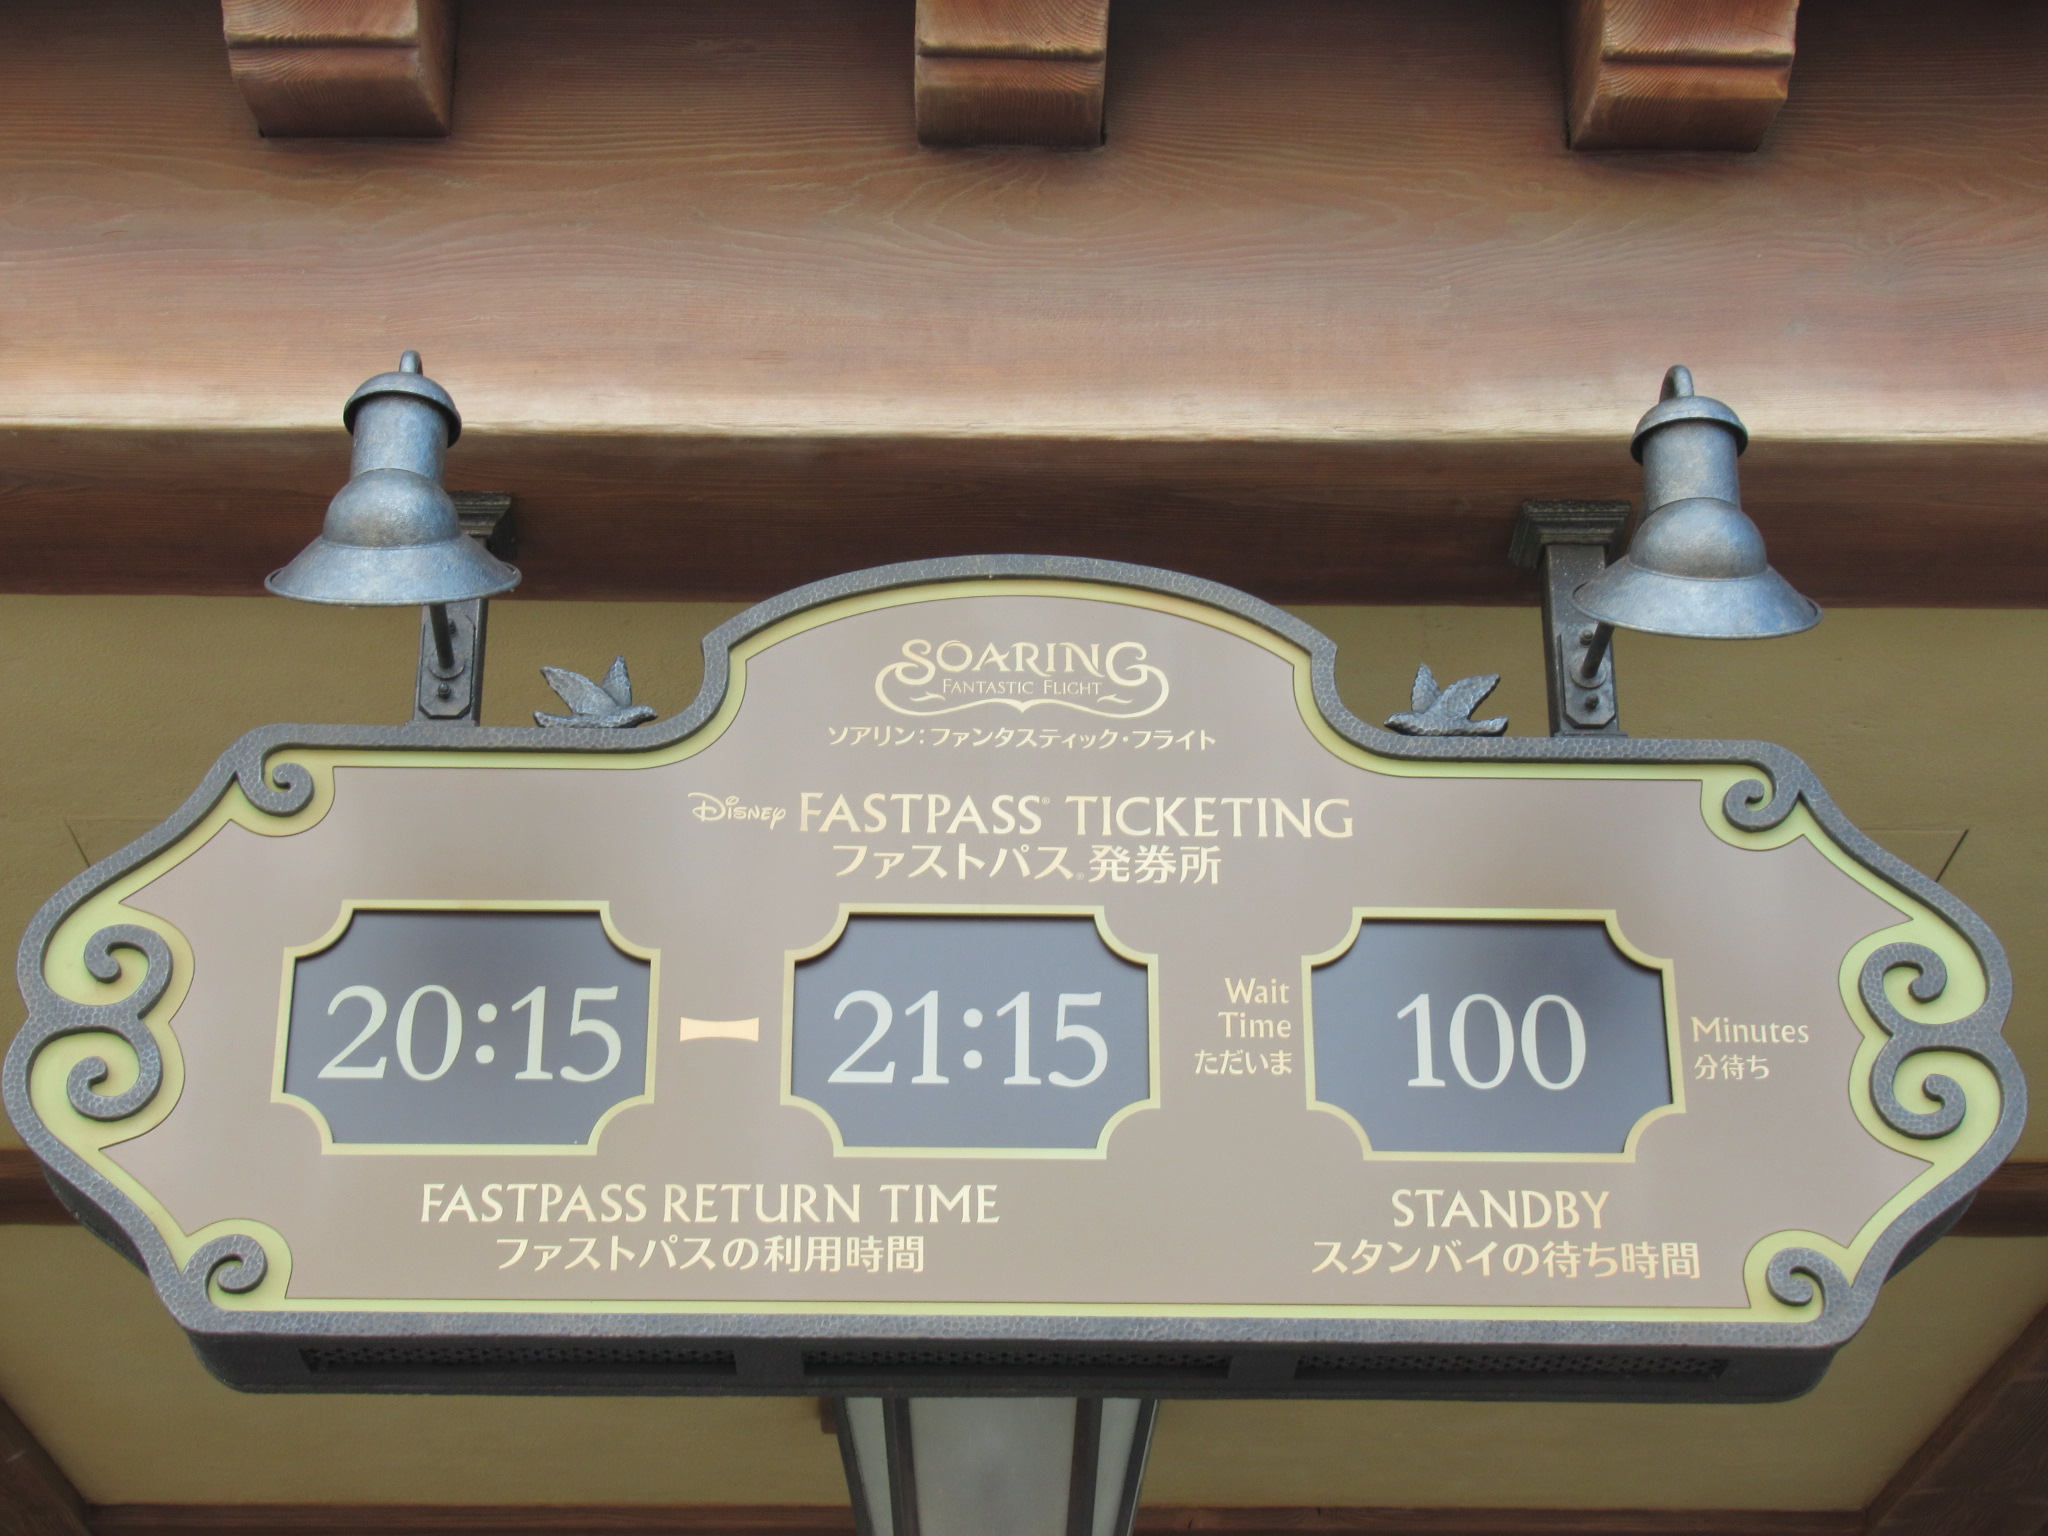 SOARING
FANTASTIC FLIGHT
ソアリン:ファンタスティック・フライト
Disney FASTPASS® TICKETING
ファストパス®発券所
20:15 – 21:15
Wait Time
ただいま
100
Minutes
分待ち
FASTPASS RETURN TIME
ファストパスの利用時間
STANDBY
スタンバイの待ち時間